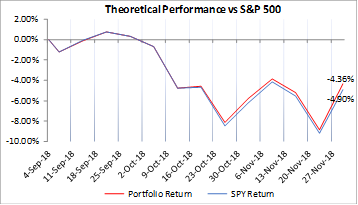 Theoretical Performance vs S&P 500
2.00%
0.00%
-2.00%
-4.00%
-6.00%
-8.00%
-10.00%
-4.36%
-4.90%
4-Sep-18
11-Sep-18
18-Sep-18
25-Sep-18
2-Oct-18
9-Oct-18
16-Oct-18
23-Oct-18
30-Oct-18
6-Nov-18
13-Nov-18
20-Nov-18
27-Nov-18
Portfolio Return
SPY Return